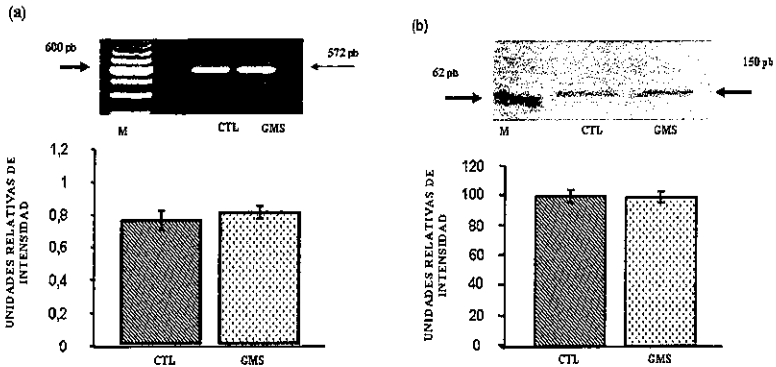 (a)
600 pb
572 pb
M
CTL
GMS
UNIDADES RELATIVAS DE
INTENSIDAD
1,2
1
0,8
0,6
0,4
0,2
0
CTL
GMS
(b)
62 pb
150 pb
M
CTL
GMS
UNIDADES RELATIVAS DE
INTENSIDAD
120
100
80
60
40
20
0
CTL
GMS